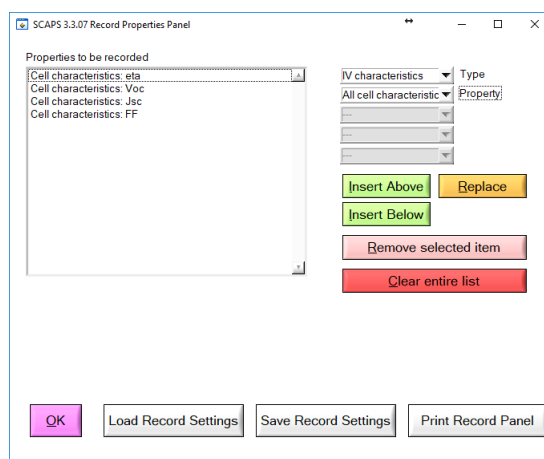 SCAPS 3.3.07 Record Properties Panel
Properties to be recorded
Cell characteristics: eta
Cell characteristics: Voc
Cell characteristics: Jsc
Cell characteristics: FF
IV characteristics Type
All cell characteristic Property
---
---
---
Insert Above Replace
Insert Below
Remove selected item
Clear entire list
OK Load Record Settings Save Record Settings Print Record Panel